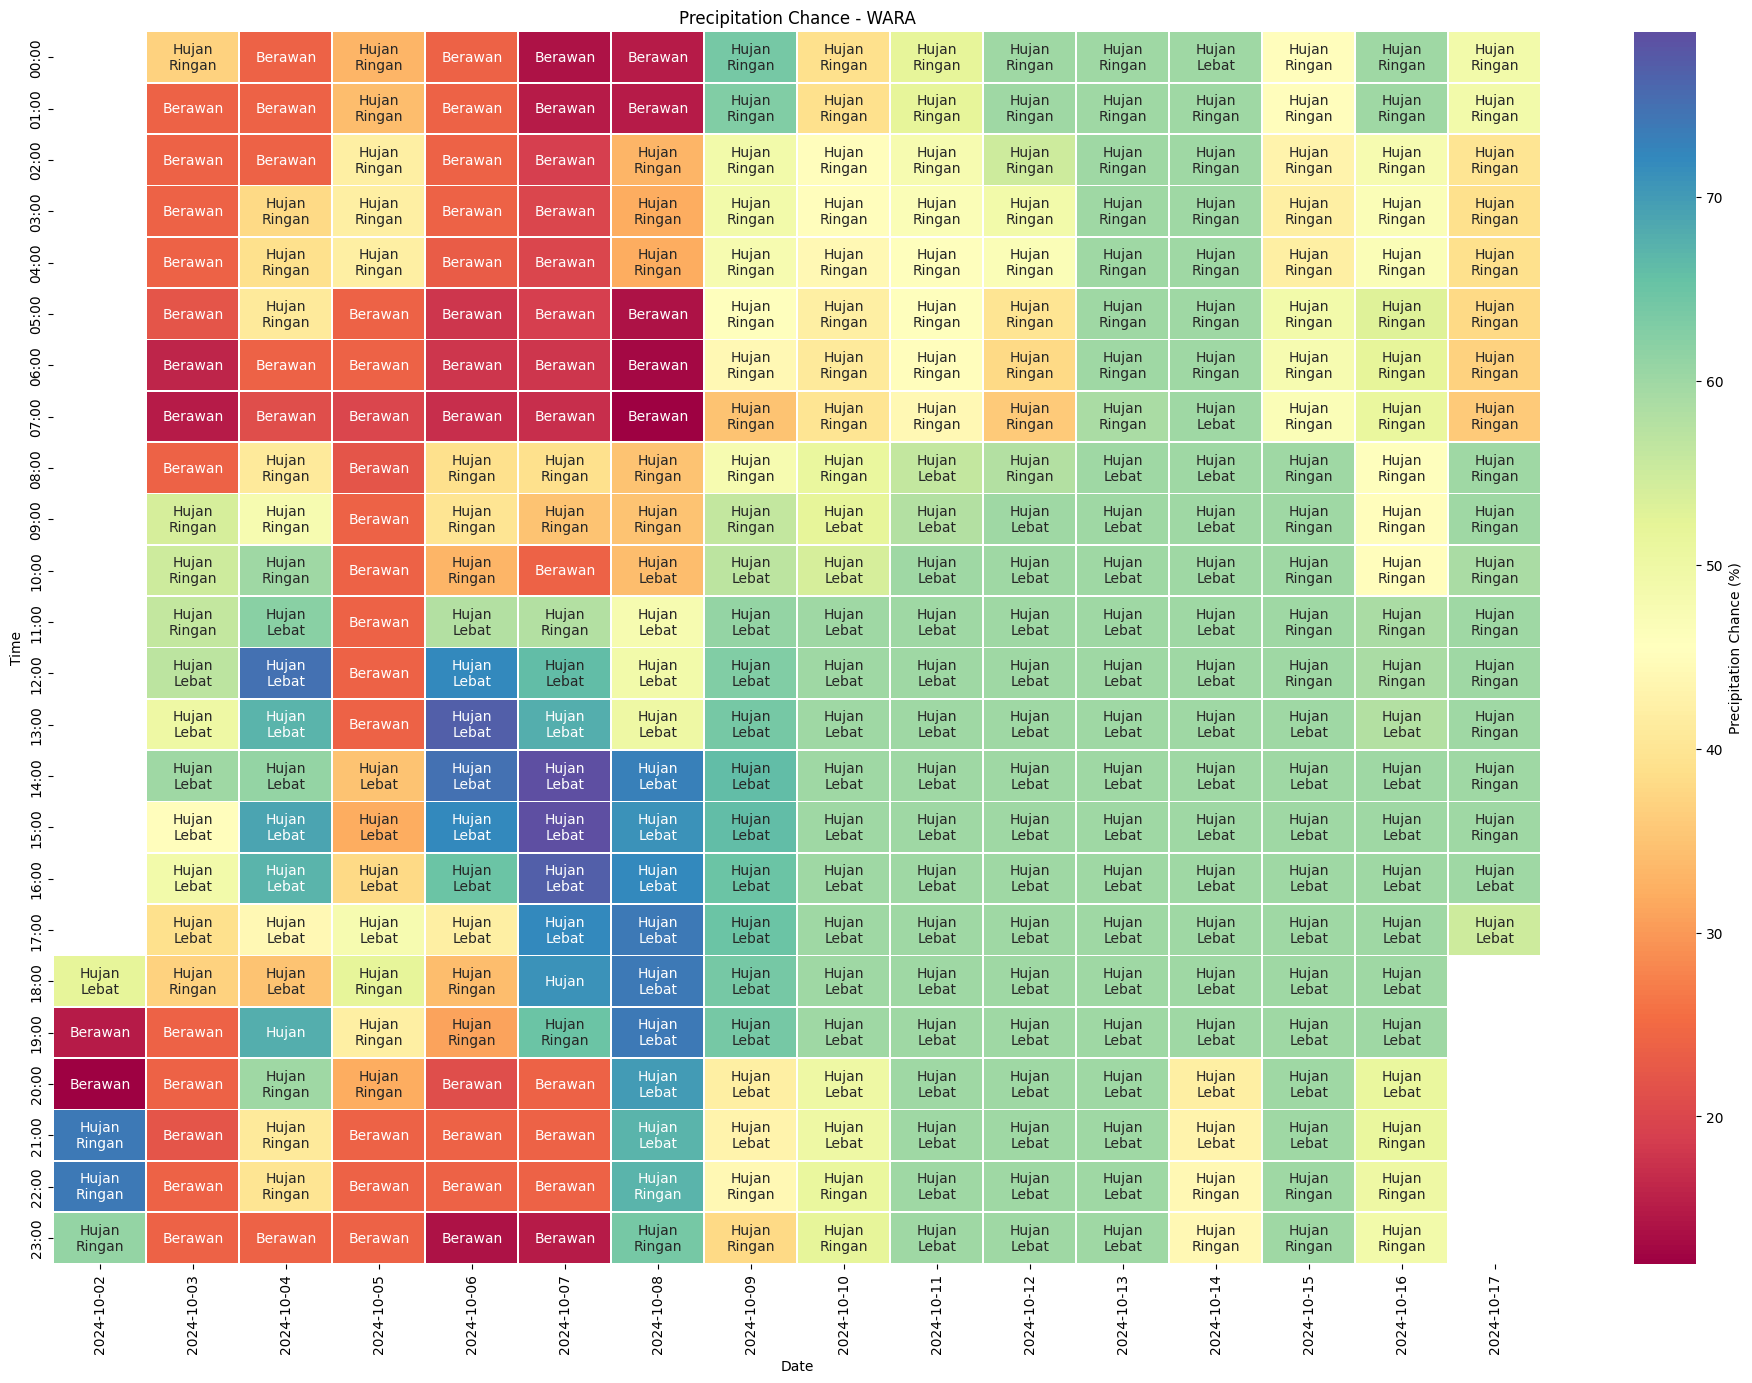 Precipitation Chance - WARA
Time
00:00 Hujan Ringan Berawan Hujan Ringan Berawan Berawan Berawan Hujan Ringan Hujan Ringan Hujan Ringan Hujan Ringan Hujan Ringan Hujan Lebat Hujan Ringan Hujan Ringan Hujan Ringan
01:00 Berawan Berawan Hujan Ringan Berawan Berawan Berawan Hujan Ringan Hujan Ringan Hujan Ringan Hujan Ringan Hujan Ringan Hujan Ringan Hujan Ringan Hujan Ringan Hujan Ringan
02:00 Berawan Berawan Hujan Ringan Berawan Berawan Hujan Ringan Hujan Ringan Hujan Ringan Hujan Ringan Hujan Ringan Hujan Ringan Hujan Ringan Hujan Ringan Hujan Ringan Hujan Ringan
03:00 Berawan Hujan Ringan Hujan Ringan Berawan Berawan Hujan Ringan Hujan Ringan Hujan Ringan Hujan Ringan Hujan Ringan Hujan Ringan Hujan Ringan Hujan Ringan Hujan Ringan Hujan Ringan
04:00 Berawan Hujan Ringan Hujan Ringan Berawan Berawan Hujan Ringan Hujan Ringan Hujan Ringan Hujan Ringan Hujan Ringan Hujan Ringan Hujan Ringan Hujan Ringan Hujan Ringan Hujan Ringan
05:00 Berawan Hujan Ringan Berawan Berawan Berawan Berawan Hujan Ringan Hujan Ringan Hujan Ringan Hujan Ringan Hujan Ringan Hujan Ringan Hujan Ringan Hujan Ringan Hujan Ringan
06:00 Berawan Berawan Berawan Berawan Berawan Berawan Hujan Ringan Hujan Ringan Hujan Ringan Hujan Ringan Hujan Ringan Hujan Ringan Hujan Ringan Hujan Ringan Hujan Ringan
07:00 Berawan Berawan Berawan Berawan Berawan Berawan Hujan Ringan Hujan Ringan Hujan Ringan Hujan Ringan Hujan Ringan Hujan Lebat Hujan Ringan Hujan Ringan Hujan Ringan
08:00 Berawan Hujan Ringan Berawan Hujan Ringan Hujan Ringan Hujan Ringan Hujan Ringan Hujan Ringan Hujan Lebat Hujan Ringan Hujan Lebat Hujan Lebat Hujan Ringan Hujan Ringan Hujan Ringan
09:00 Hujan Ringan Hujan Ringan Berawan Hujan Ringan Hujan Ringan Hujan Ringan Hujan Ringan Hujan Lebat Hujan Lebat Hujan Lebat Hujan Lebat Hujan Lebat Hujan Ringan Hujan Ringan Hujan Ringan
10:00 Hujan Ringan Hujan Ringan Berawan Hujan Ringan Berawan Hujan Lebat Hujan Lebat Hujan Lebat Hujan Lebat Hujan Lebat Hujan Lebat Hujan Lebat Hujan Ringan Hujan Ringan Hujan Ringan
11:00 Hujan Ringan Hujan Lebat Berawan Hujan Lebat Hujan Ringan Hujan Lebat Hujan Lebat Hujan Lebat Hujan Lebat Hujan Lebat Hujan Lebat Hujan Lebat Hujan Ringan Hujan Ringan Hujan Ringan
12:00 Hujan Lebat Hujan Lebat Berawan Hujan Lebat Hujan Lebat Hujan Lebat Hujan Lebat Hujan Lebat Hujan Lebat Hujan Lebat Hujan Lebat Hujan Lebat Hujan Ringan Hujan Ringan Hujan Ringan
13:00 Hujan Lebat Hujan Lebat Berawan Hujan Lebat Hujan Lebat Hujan Lebat Hujan Lebat Hujan Lebat Hujan Lebat Hujan Lebat Hujan Lebat Hujan Lebat Hujan Lebat Hujan Lebat Hujan Ringan
14:00 Hujan Lebat Hujan Lebat Hujan Lebat Hujan Lebat Hujan Lebat Hujan Lebat Hujan Lebat Hujan Lebat Hujan Lebat Hujan Lebat Hujan Lebat Hujan Lebat Hujan Lebat Hujan Lebat Hujan Ringan
15:00 Hujan Lebat Hujan Lebat Hujan Lebat Hujan Lebat Hujan Lebat Hujan Lebat Hujan Lebat Hujan Lebat Hujan Lebat Hujan Lebat Hujan Lebat Hujan Lebat Hujan Lebat Hujan Lebat Hujan Ringan
16:00 Hujan Lebat Hujan Lebat Hujan Lebat Hujan Lebat Hujan Lebat Hujan Lebat Hujan Lebat Hujan Lebat Hujan Lebat Hujan Lebat Hujan Lebat Hujan Lebat Hujan Lebat Hujan Lebat Hujan Lebat
17:00 Hujan Lebat Hujan Lebat Hujan Lebat Hujan Lebat Hujan Lebat Hujan Lebat Hujan Lebat Hujan Lebat Hujan Lebat Hujan Lebat Hujan Lebat Hujan Lebat Hujan Lebat Hujan Lebat Hujan Lebat
18:00 Hujan Lebat Hujan Ringan Hujan Lebat Hujan Ringan Hujan Ringan Hujan Hujan Lebat Hujan Lebat Hujan Lebat Hujan Lebat Hujan Lebat Hujan Lebat Hujan Lebat Hujan Lebat Hujan Lebat
19:00 Berawan Berawan Hujan Hujan Ringan Hujan Ringan Hujan Ringan Hujan Lebat Hujan Lebat Hujan Lebat Hujan Lebat Hujan Lebat Hujan Lebat Hujan Lebat Hujan Lebat Hujan Lebat
20:00 Berawan Berawan Hujan Ringan Hujan Ringan Berawan Berawan Hujan Lebat Hujan Lebat Hujan Lebat Hujan Lebat Hujan Lebat Hujan Lebat Hujan Lebat Hujan Lebat Hujan Lebat
21:00 Hujan Ringan Berawan Hujan Ringan Berawan Berawan Berawan Hujan Lebat Hujan Lebat Hujan Lebat Hujan Lebat Hujan Lebat Hujan Lebat Hujan Lebat Hujan Lebat Hujan Ringan
22:00 Hujan Ringan Berawan Hujan Ringan Berawan Berawan Berawan Hujan Ringan Hujan Ringan Hujan Ringan Hujan Lebat Hujan Lebat Hujan Lebat Hujan Ringan Hujan Ringan Hujan Ringan
23:00 Hujan Ringan Berawan Berawan Berawan Berawan Berawan Hujan Ringan Hujan Ringan Hujan Ringan Hujan Lebat Hujan Lebat Hujan Lebat Hujan Ringan Hujan Ringan Hujan Ringan
2024-10-02 2024-10-03 2024-10-04 2024-10-05 2024-10-06 2024-10-07 2024-10-08 2024-10-09 2024-10-10 2024-10-11 2024-10-12 2024-10-13 2024-10-14 2024-10-15 2024-10-16 2024-10-17
Date
70
60
50
40
30
20
Precipitation Chance (%)